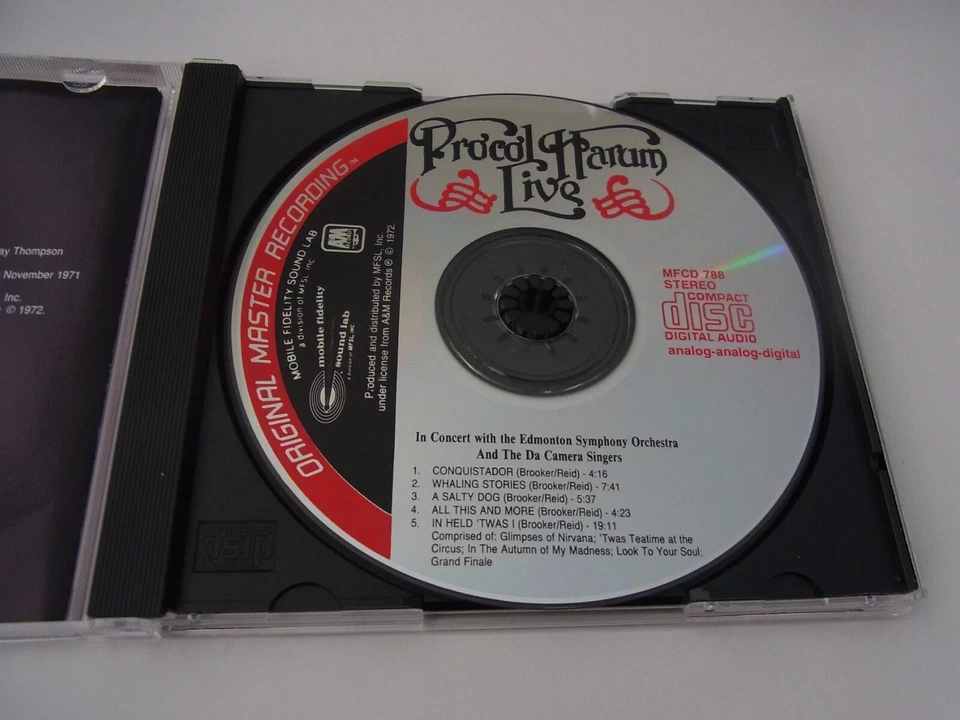 ay Thompson
November 1971
Inc.
© 1972.
Procol Harum
Live
ORIGINAL MASTER RECORDING™
MOBILE FIDELITY SOUND LAB
a division of MFSL, INC
A&M
RECORDS
mobile fidelity
sound lab
a division of MFSL, INC
Produced and distributed by MFSL, Inc.
under license from A&M Records ℗ © 1972.
MFCD 788
STEREO
COMPACT
disc
DIGITAL AUDIO
analog-analog-digital
In Concert with the Edmonton Symphony Orchestra
And The Da Camera Singers
1. CONQUISTADOR (Brooker/Reid) - 4:16
2. WHALING STORIES (Brooker/Reid) - 7:41
3. A SALTY DOG (Brooker/Reid) - 5:37
4. ALL THIS AND MORE (Brooker/Reid) - 4:23
5. IN HELD 'TWAS I (Brooker/Reid) - 19:11
Comprised of: Glimpses of Nirvana; 'Twas Teatime at the
Circus; In The Autumn of My Madness; Look To Your Soul;
Grand Finale
disc